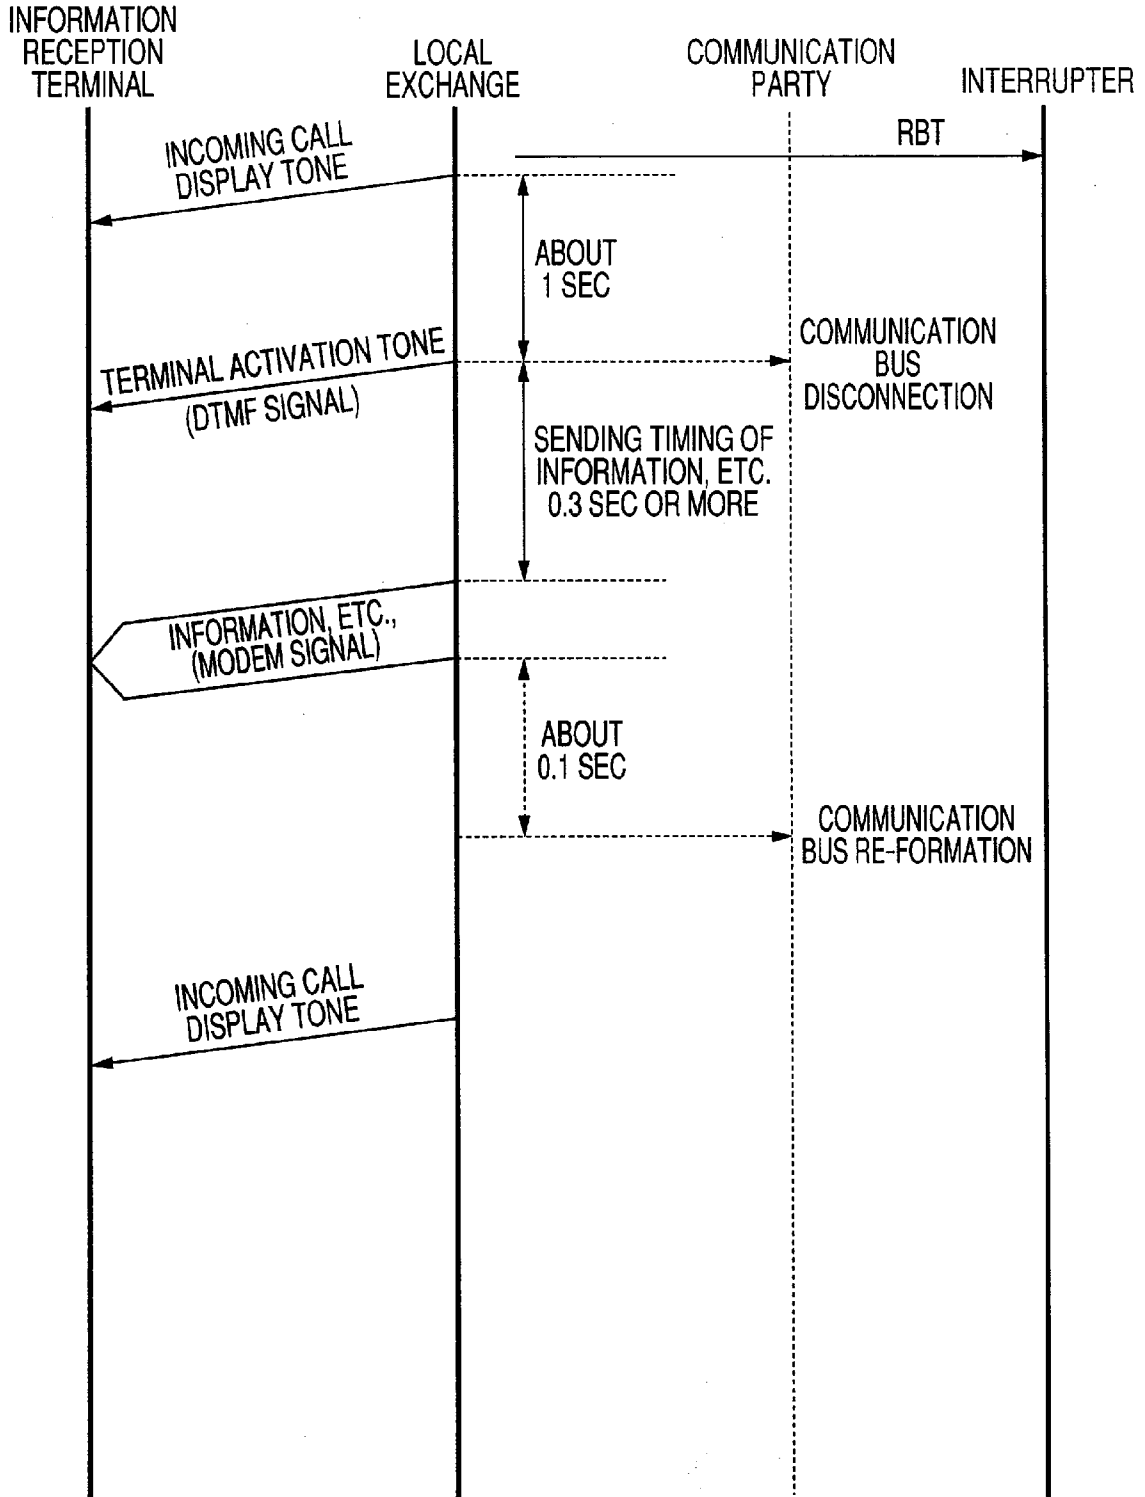 INFORMATION
RECEPTION
TERMINAL
LOCAL
EXCHANGE
COMMUNICATION
PARTY
INTERRUPTER
RBT
INCOMING CALL
DISPLAY TONE
ABOUT
1 SEC
TERMINAL ACTIVATION TONE
(DTMF SIGNAL)
COMMUNICATION
BUS
DISCONNECTION
SENDING TIMING OF
INFORMATION, ETC.
0.3 SEC OR MORE
INFORMATION, ETC.,
(MODEM SIGNAL)
ABOUT
0.1 SEC
COMMUNICATION
BUS RE-FORMATION
INCOMING CALL
DISPLAY TONE